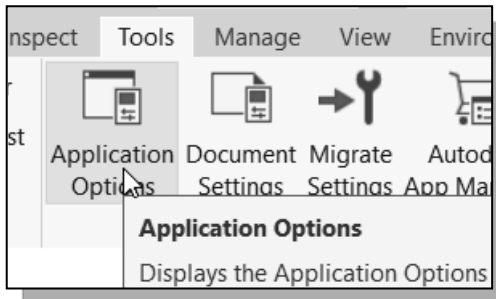 nspect Tools Manage View Enviro
st
Application Options
Document Settings
Migrate Settings
Autod App Ma
Application Options
Displays the Application Options